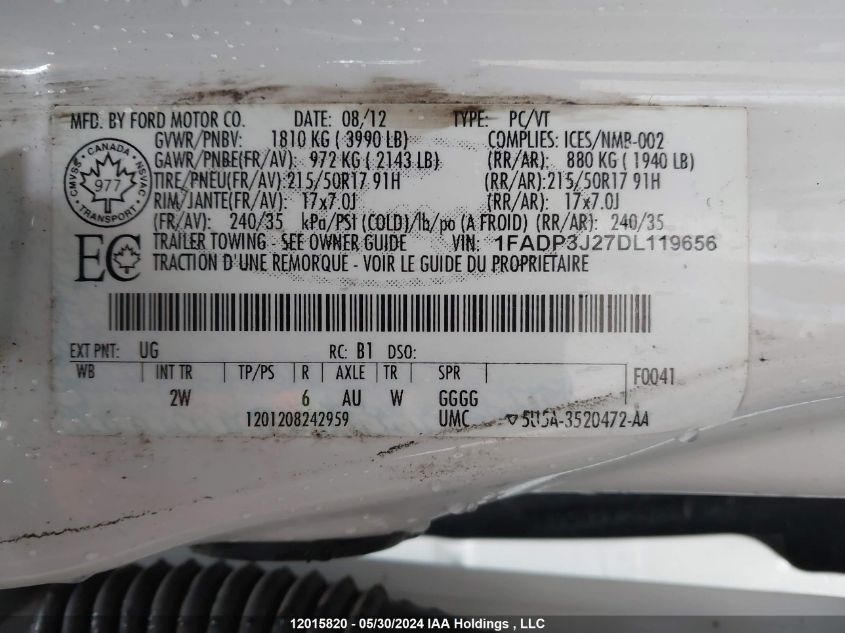 MFD. BY FORD MOTOR CO. DATE: 08/12 TYPE: PC/VT
GVWR/PNBV: 1810 KG ( 3990 LB) COMPLIES: ICES/NMB-002
GAWR/PNBE(FR/AV): 972 KG ( 2143 LB) (RR/AR): 880 KG ( 1940 LB)
TIRE/PNEU(FR/AV): 215/50R17 91H (RR/AR): 215/50R17 91H
RIM/JANTE(FR/AV): 17x7.0J (RR/AR): 17x7.0J
(FR/AV): 240/35 kPa/PSI (COLD)/lb/po (A FROID) (RR/AR): 240/35
TRAILER TOWING - SEE OWNER GUIDE VIN: 1FADP3J27DL119656
TRACTION D'UNE REMORQUE - VOIR LE GUIDE DU PROPRIETAIRE
CANADA
CMVSS NSVAC
977
TRANSPORT
EC
EXT PNT: UG RC: B1 DSO:
WB INT TR TP/PS R AXLE TR SPR F0041
2W 6 AU W GGGG
1201208242959 UMC 5U5A-3520472-AA
12015820 - 05/30/2024 IAA Holdings , LLC